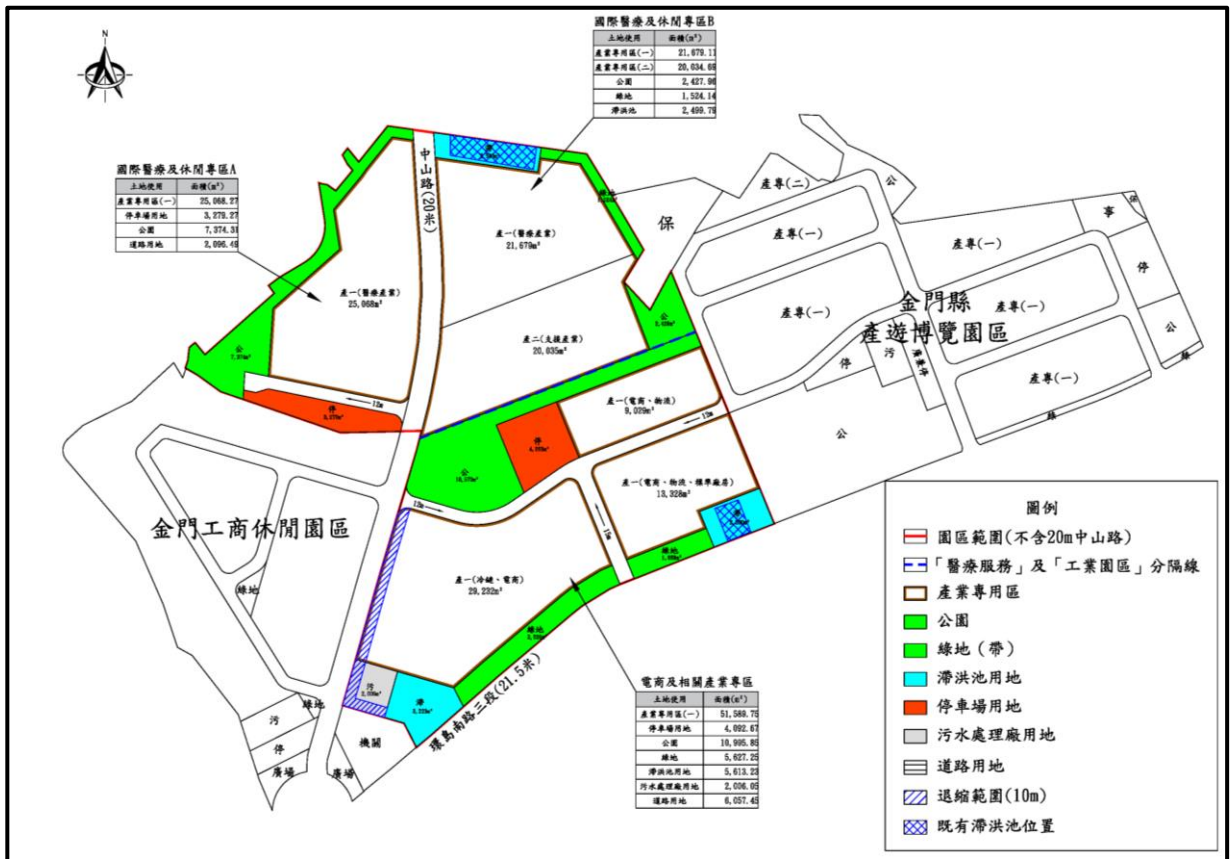 N
國際醫療及休閒專區B
土地使用 面積(m²)
產業專用區(一) 21,679.11
產業專用區(二) 20,034.69
公園 2,427.96
綠地 1,524.14
滯洪池 2,499.79
國際醫療及休閒專區A
土地使用 面積(m²)
產業專用區(一) 25,068.27
停車場用地 3,279.27
公園 7,374.31
道路用地 2,096.49
中山路(20米)
滯
綠地
產一(醫療產業)
21,679m²
保
產專(二)
公
產專(一)
產專(一)
事
保
停
產一(醫療產業)
25,068m²
產專(一)
金門縣
產遊博覽園區
產專(一)
公
公
產二(支援產業)
20,035m²
公
停
污
廣兼停
產專(一)
綠
綠
12m
停
產一(電商、物流)
9,029m²
12m
停
公
公
產一(電商、物流、標準廠房)
13,328m²
12m
金門工商休閒園區
滯
綠地
產一(冷鏈、電商)
29,232m²
綠地
綠地
污
滯
環島南路三段(21.5米)
綠地
機關
污
停
廣場
廣場
電商及相關產業專區
土地使用 面積(m²)
產業專用區(一) 51,589.75
停車場用地 4,092.67
公園 10,995.85
綠地 5,627.25
滯洪池用地 5,613.23
污水處理廠用地 2,006.05
道路用地 6,057.45
圖例
園區範圍(不含20m中山路)
「醫療服務」及「工業園區」分隔線
產業專用區
公園
綠地(帶)
滯洪池用地
停車場用地
污水處理廠用地
道路用地
退縮範圍(10m)
既有滯洪池位置